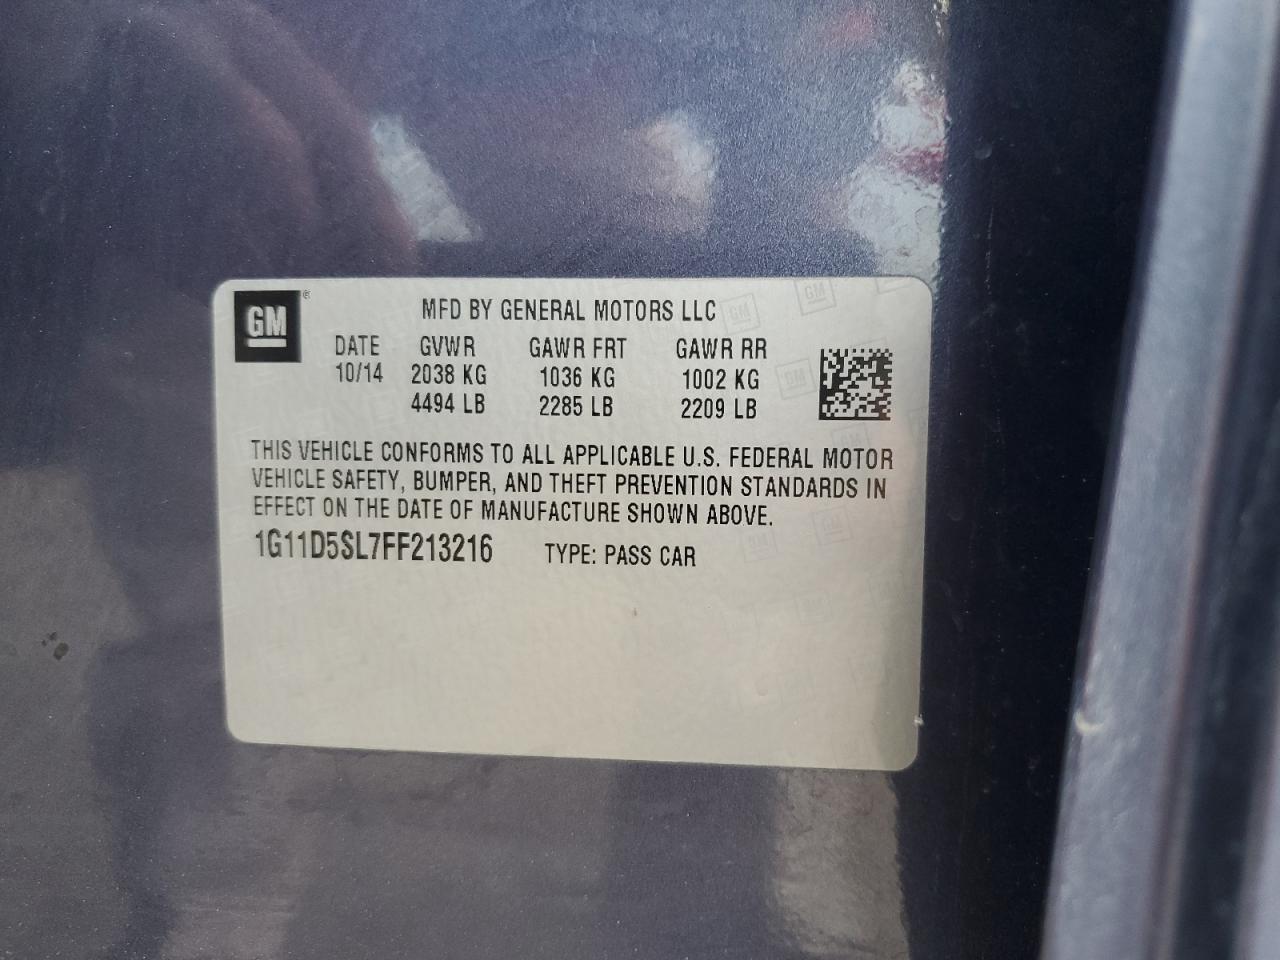 GM ®
MFD BY GENERAL MOTORS LLC
DATE GVWR GAWR FRT GAWR RR
10/14 2038 KG 1036 KG 1002 KG
4494 LB 2285 LB 2209 LB
THIS VEHICLE CONFORMS TO ALL APPLICABLE U.S. FEDERAL MOTOR
VEHICLE SAFETY, BUMPER, AND THEFT PREVENTION STANDARDS IN
EFFECT ON THE DATE OF MANUFACTURE SHOWN ABOVE.
1G11D5SL7FF213216 TYPE: PASS CAR